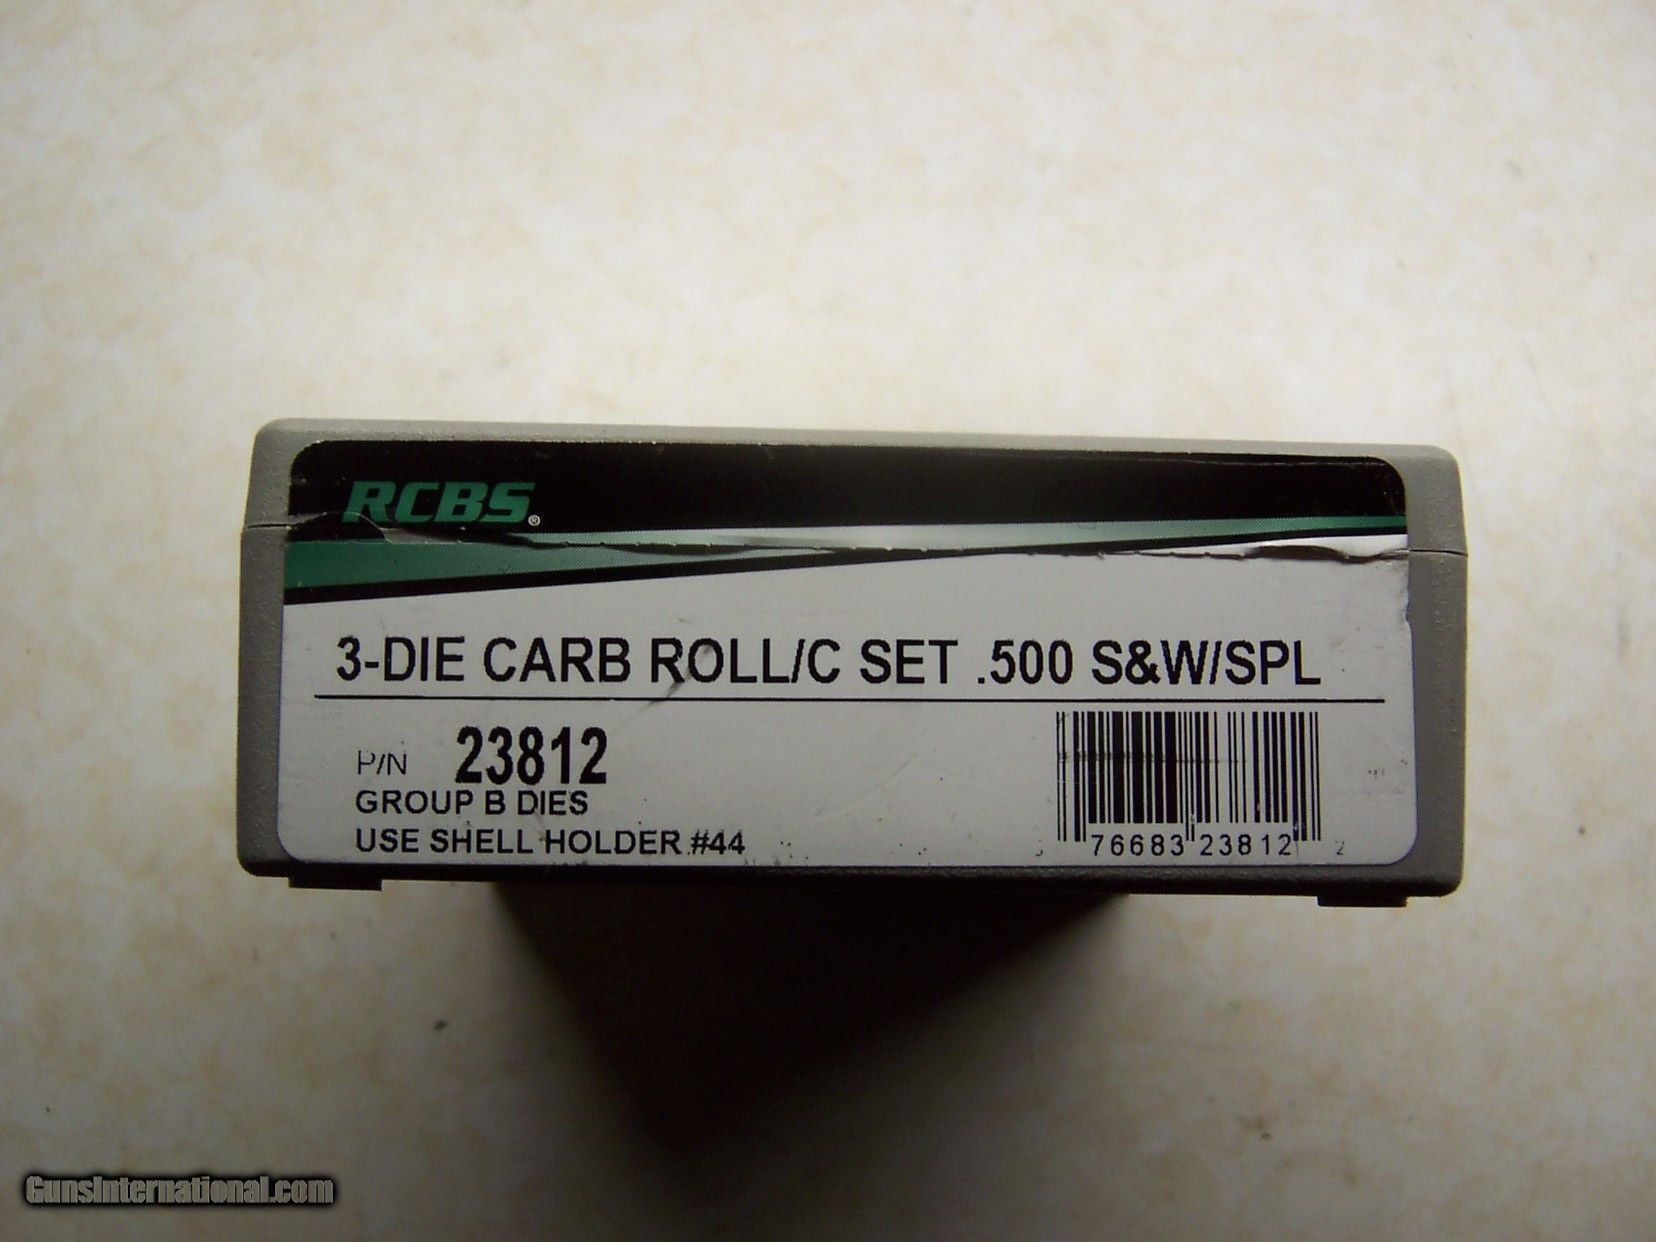 RCBS®
3-DIE CARB ROLL/C SET .500 S&W/SPL
P/N 23812
GROUP B DIES
USE SHELL HOLDER #44
76683 23812 2
GunsInternational.com